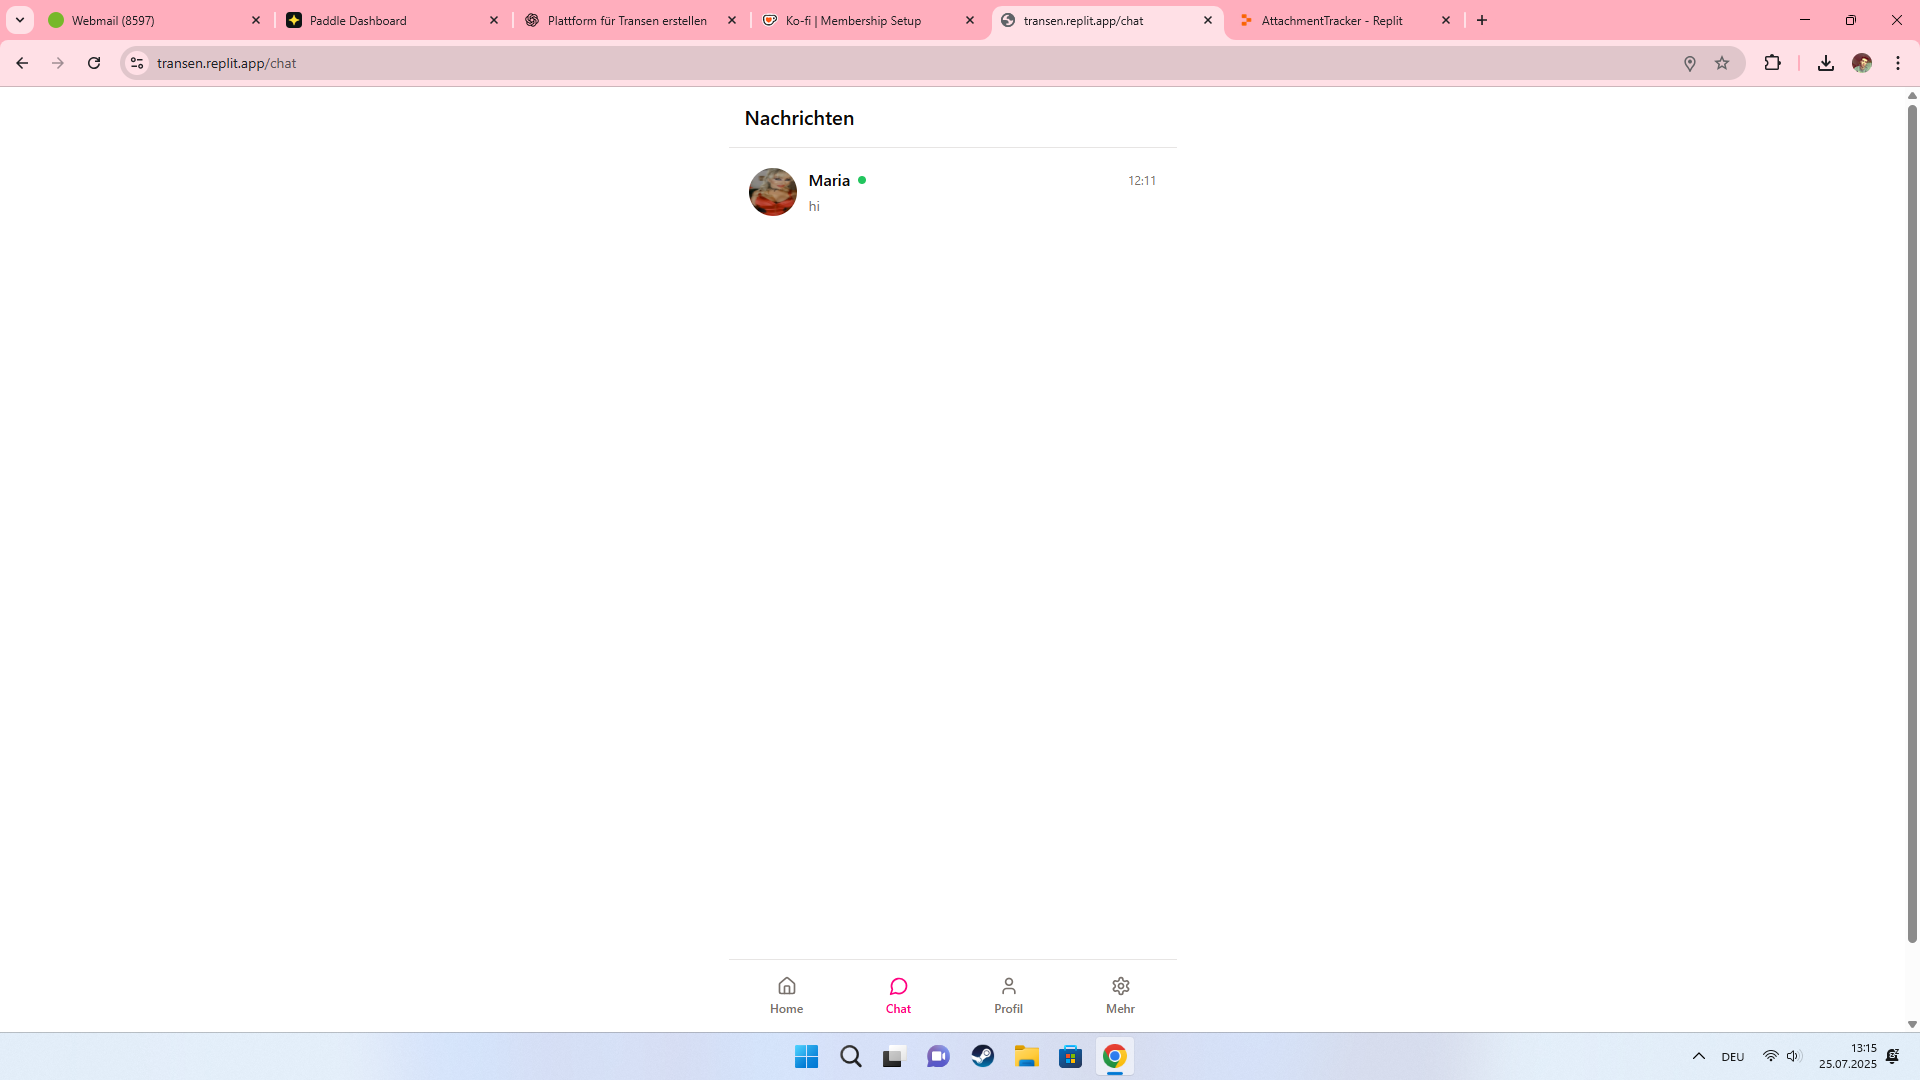 Webmail (8597)
Paddle Dashboard
Plattform für Transen erstellen
Ko-fi | Membership Setup
transen.replit.app/chat
AttachmentTracker - Replit
transen.replit.app/chat
Nachrichten
Maria
12:11
hi
Home
Chat
Profil
Mehr
DEU
13:15
25.07.2025